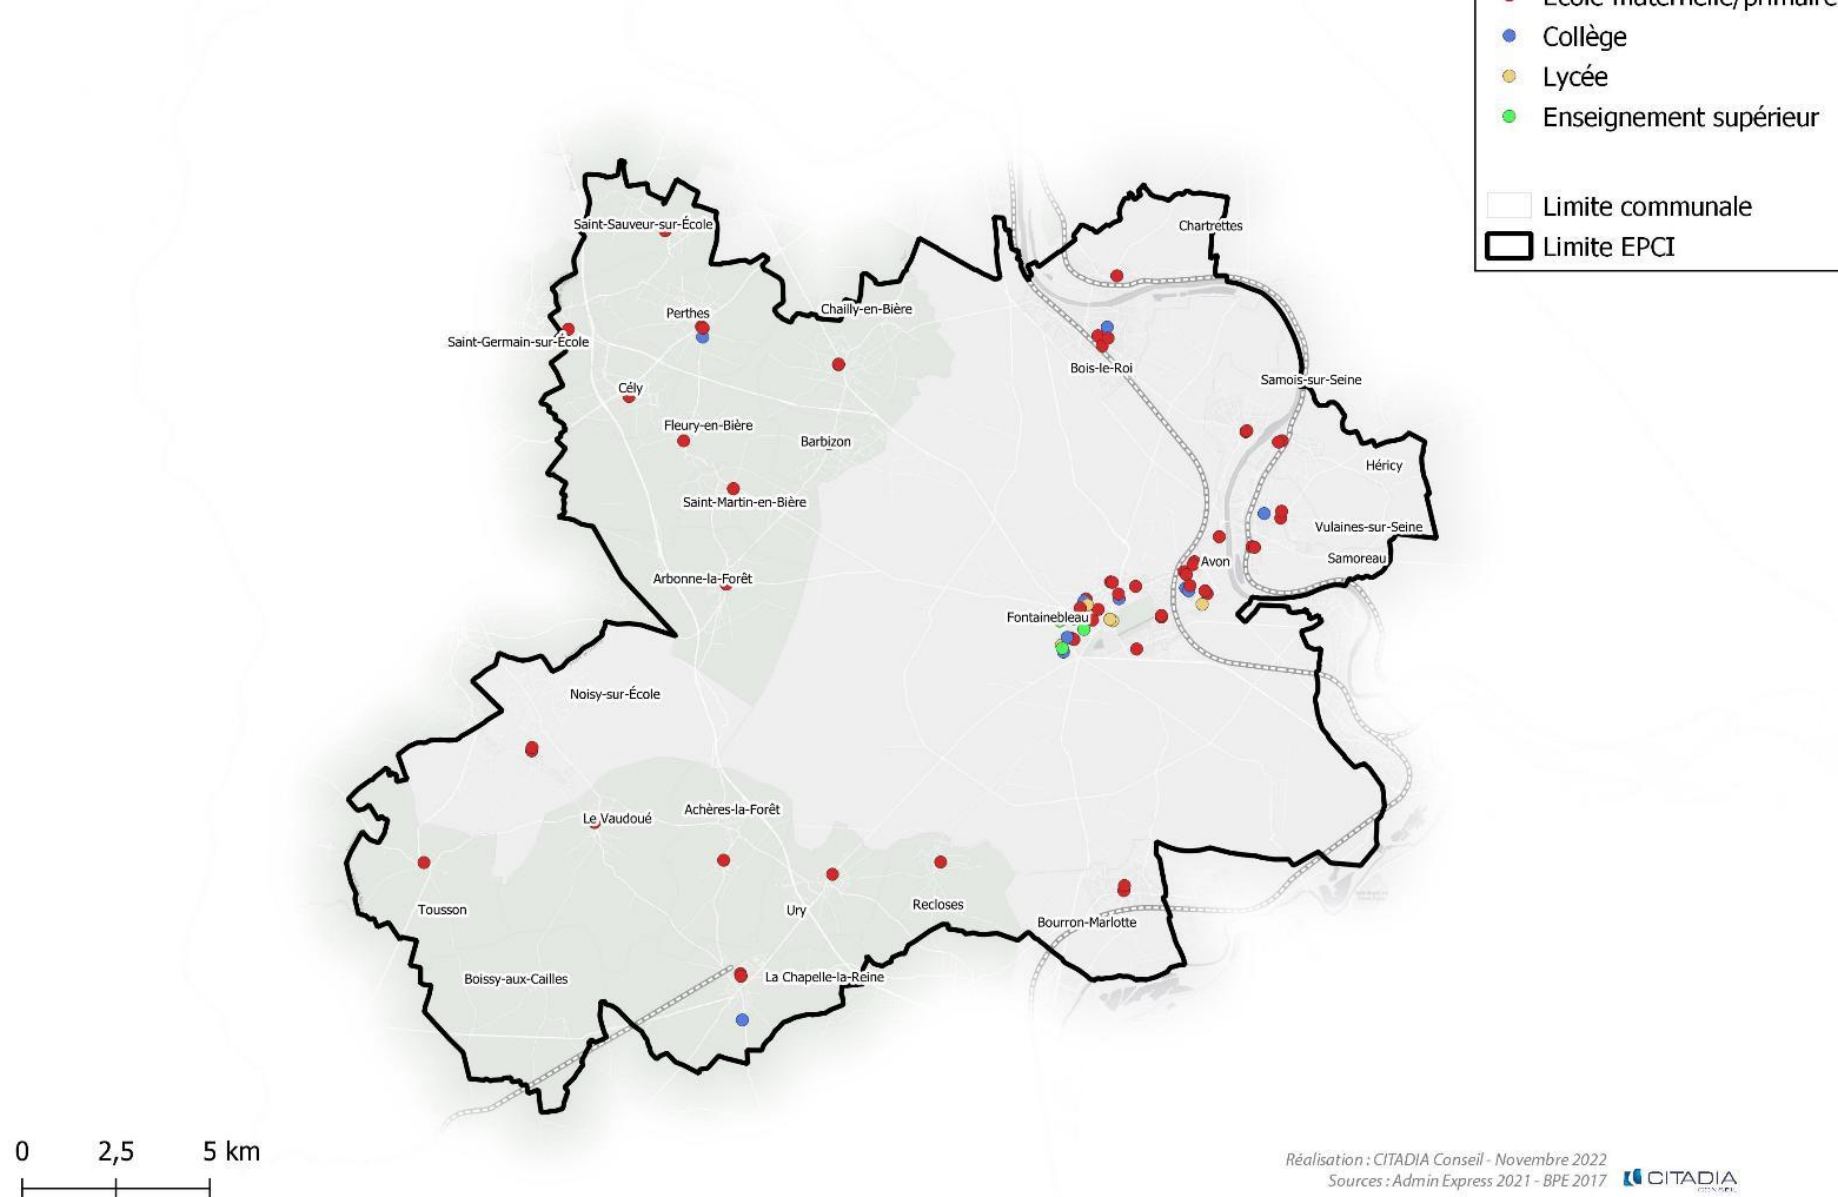 École maternelle/primaire
Collège
Lycée
Enseignement supérieur
Limite communale
Limite EPCI
Saint-Sauveur-sur-École
Chartrettes
Perthes
Chailly-en-Bière
Saint-Germain-sur-École
Bois-le-Roi
Samois-sur-Seine
Cély
Fleury-en-Bière
Barbizon
Héricy
Saint-Martin-en-Bière
Vulaines-sur-Seine
Samoreau
Avon
Arbonne-la-Forêt
Fontainebleau
Noisy-sur-École
Achères-la-Forêt
Le Vaudoué
Tousson
Ury
Recloses
Bourron-Marlotte
Boissy-aux-Cailles
La Chapelle-la-Reine
0 2,5 5 km
Réalisation : CITADIA Conseil - Novembre 2022
Sources : Admin Express 2021 - BPE 2017
CITADIA
CONSEIL